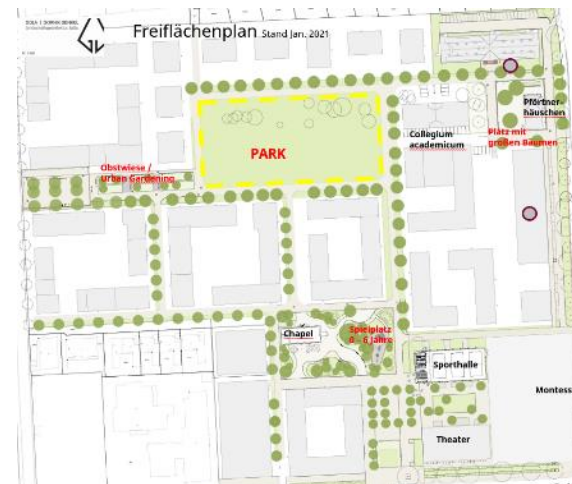 Freiflächenplan Stand Jan. 2021
Pförtner-
häuschen
Collegium
academicum
Platz mit
großen Bäumen
PARK
Obstwiese /
Urban Gardening
Chapel
Spielplatz
0 – 6 Jahre
Sporthalle
Montess
Theater